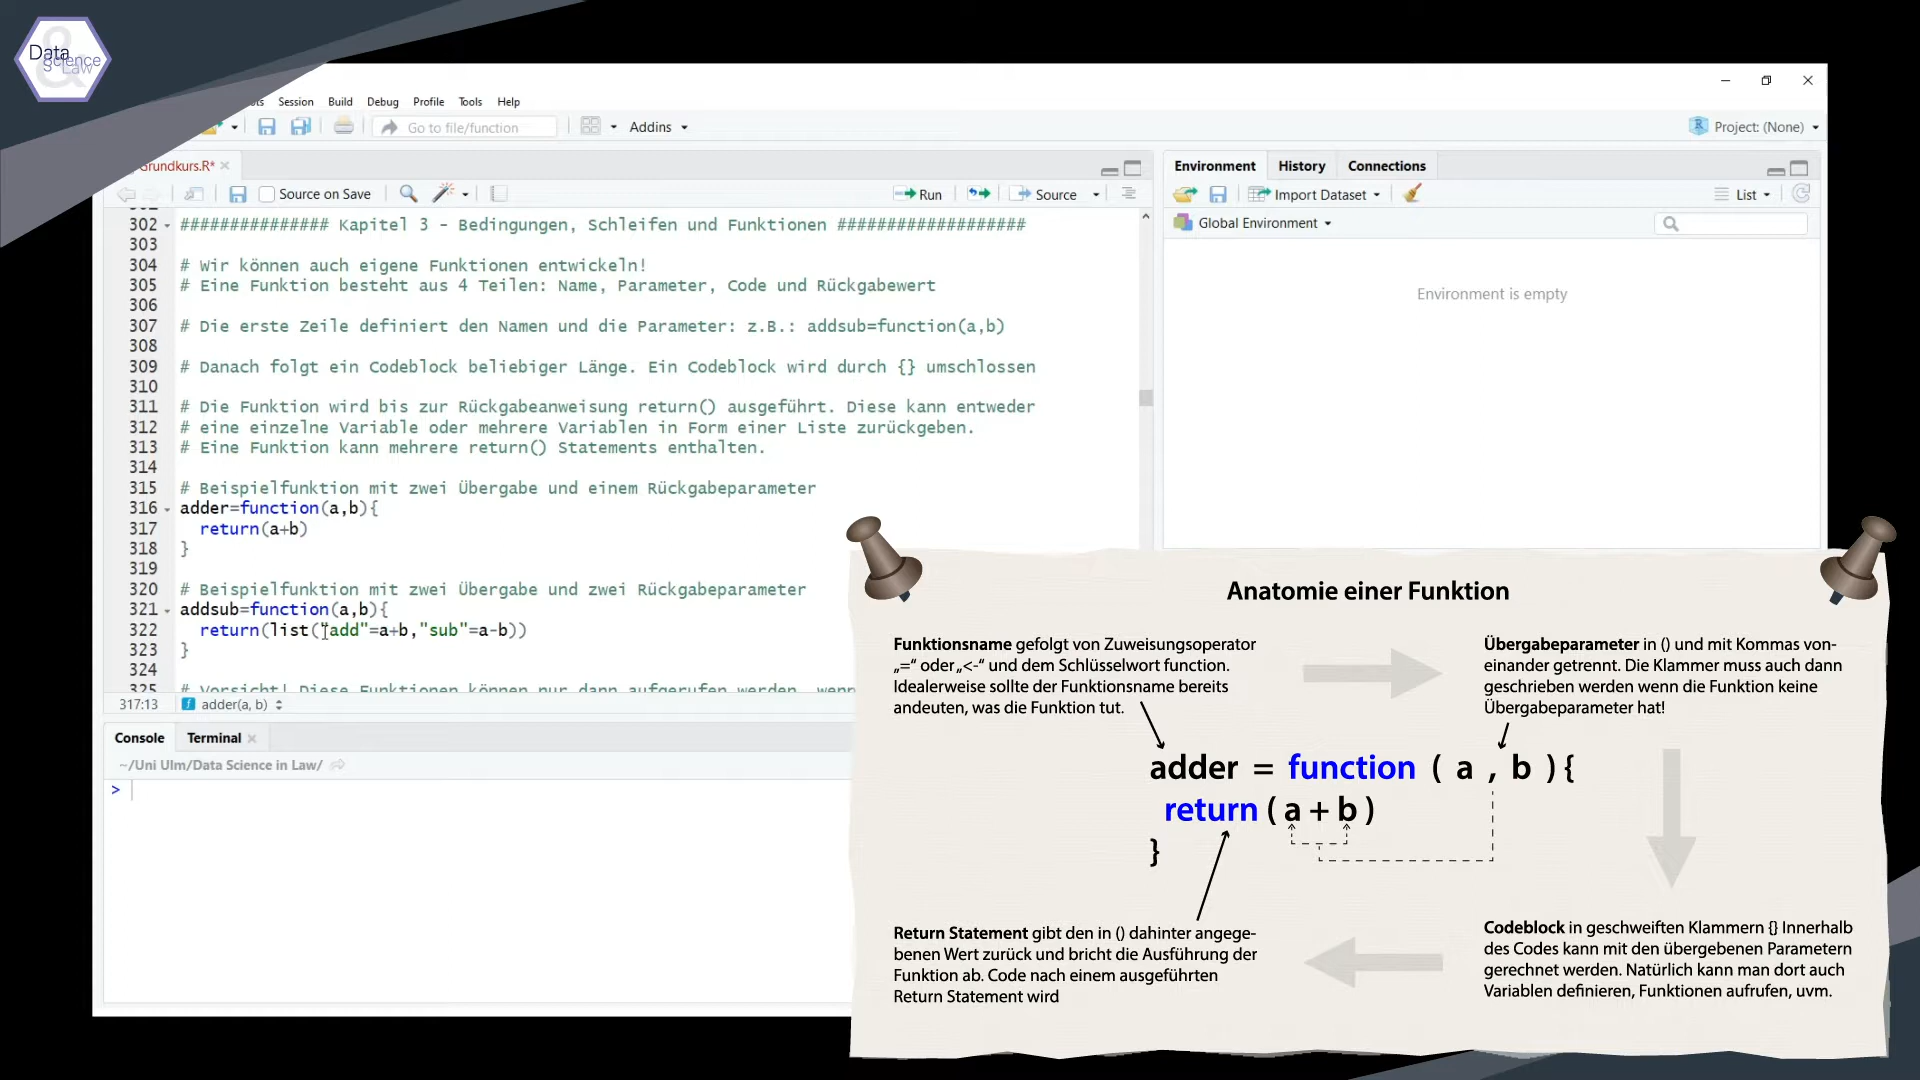 Data
Science
Law
&
Session Build Debug Profile Tools Help
Go to file/function
Addins
Project: (None)
Grundkurs.R*
Source on Save
Run
Source
302 ############### Kapitel 3 - Bedingungen, Schleifen und Funktionen ###################
303
304 # Wir können auch eigene Funktionen entwickeln!
305 # Eine Funktion besteht aus 4 Teilen: Name, Parameter, Code und Rückgabewert
306
307 # Die erste Zeile definiert den Namen und die Parameter: z.B.: addsub=function(a,b)
308
309 # Danach folgt ein Codeblock beliebiger Länge. Ein Codeblock wird durch {} umschlossen
310
311 # Die Funktion wird bis zur Rückgabeanweisung return() ausgeführt. Diese kann entweder
312 # eine einzelne Variable oder mehrere Variablen in Form einer Liste zurückgeben.
313 # Eine Funktion kann mehrere return() Statements enthalten.
314
315 # Beispielfunktion mit zwei Übergabe und einem Rückgabeparameter
316 adder=function(a,b){
317 return(a+b)
318 }
319
320 # Beispielfunktion mit zwei Übergabe und zwei Rückgabeparameter
321 addsub=function(a,b){
322 return(list("add"=a+b,"sub"=a-b))
323 }
324
325 # Vorsicht! Diese Funktionen können nur dann aufgerufen werden, wenn
317:13 adder(a, b)
Console Terminal
~/Uni Ulm/Data Science in Law/
>
Environment History Connections
Import Dataset
List
Global Environment
Environment is empty
Anatomie einer Funktion
Funktionsname gefolgt von Zuweisungsoperator
„=“ oder „<-“ und dem Schlüsselwort function.
Idealerweise sollte der Funktionsname bereits
andeuten, was die Funktion tut.
Übergabeparameter in () und mit Kommas von-
einander getrennt. Die Klammer muss auch dann
geschrieben werden wenn die Funktion keine
Übergabeparameter hat!
adder = function ( a , b ) {
return ( a + b )
}
Return Statement gibt den in () dahinter angege-
benen Wert zurück und bricht die Ausführung der
Funktion ab. Code nach einem ausgeführten
Return Statement wird
Codeblock in geschweiften Klammern {} Innerhalb
des Codes kann mit den übergebenen Parametern
gerechnet werden. Natürlich kann man dort auch
Variablen definieren, Funktionen aufrufen, uvm.